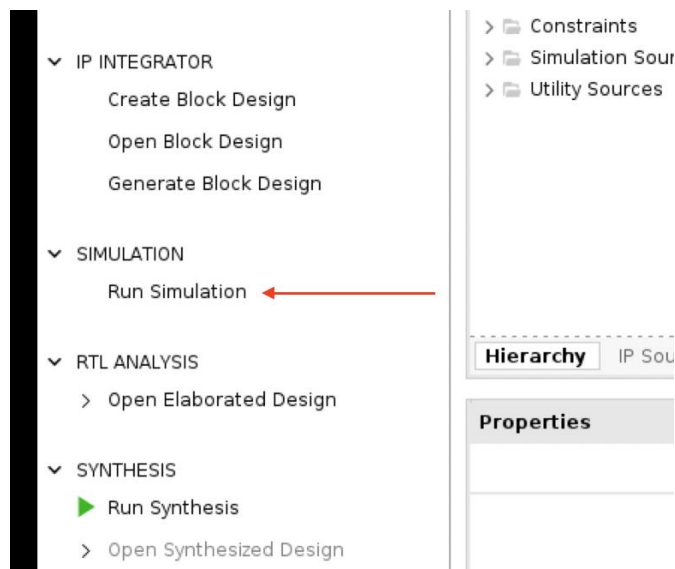 IP INTEGRATOR
Create Block Design
Open Block Design
Generate Block Design
SIMULATION
Run Simulation
RTL ANALYSIS
Open Elaborated Design
SYNTHESIS
Run Synthesis
Open Synthesized Design
Constraints
Simulation Sour
Utility Sources
Hierarchy IP Sou
Properties